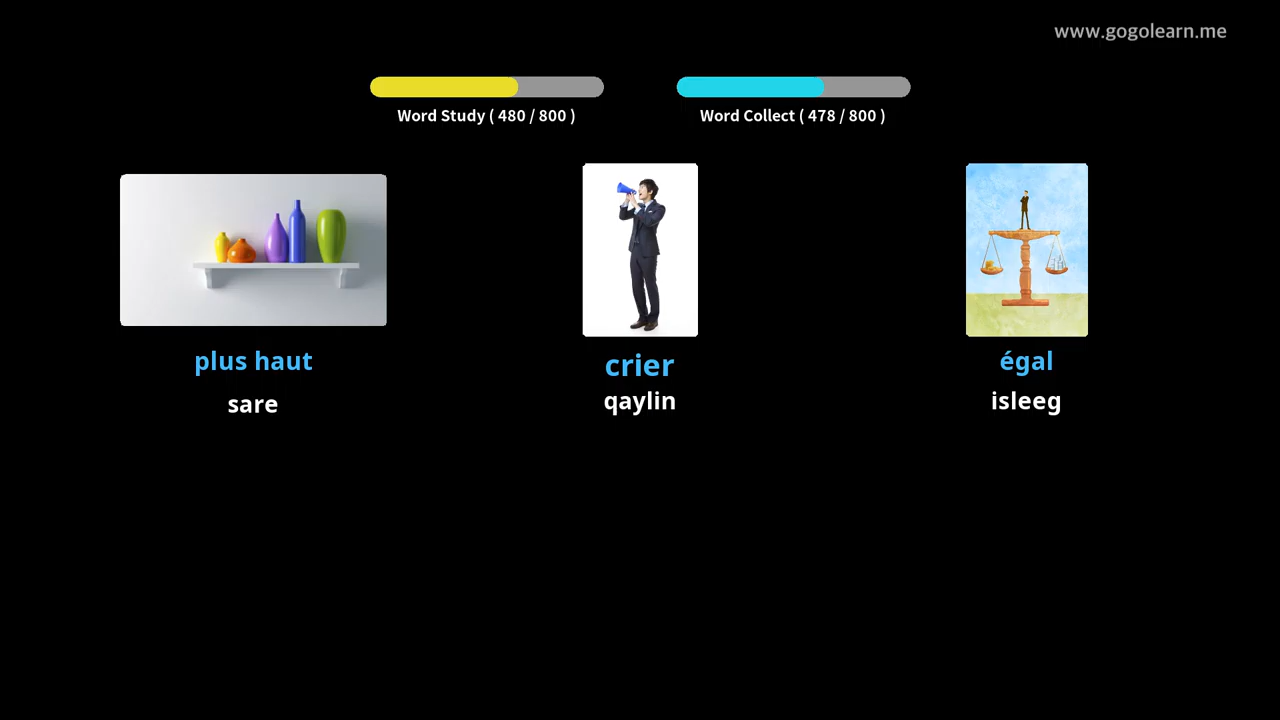 www.gogolearn.me
Word Study ( 480 / 800 )
Word Collect ( 478 / 800 )
plus haut
sare
crier
qaylin
égal
isleeg